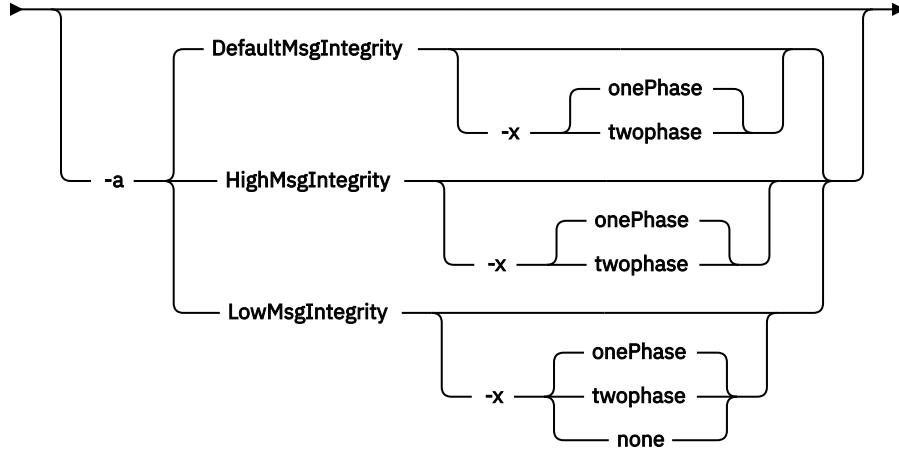 DefaultMsgIntegrity
onePhase
-x twophase
-a HighMsgIntegrity
onePhase
-x twophase
LowMsgIntegrity
onePhase
-x twophase
none